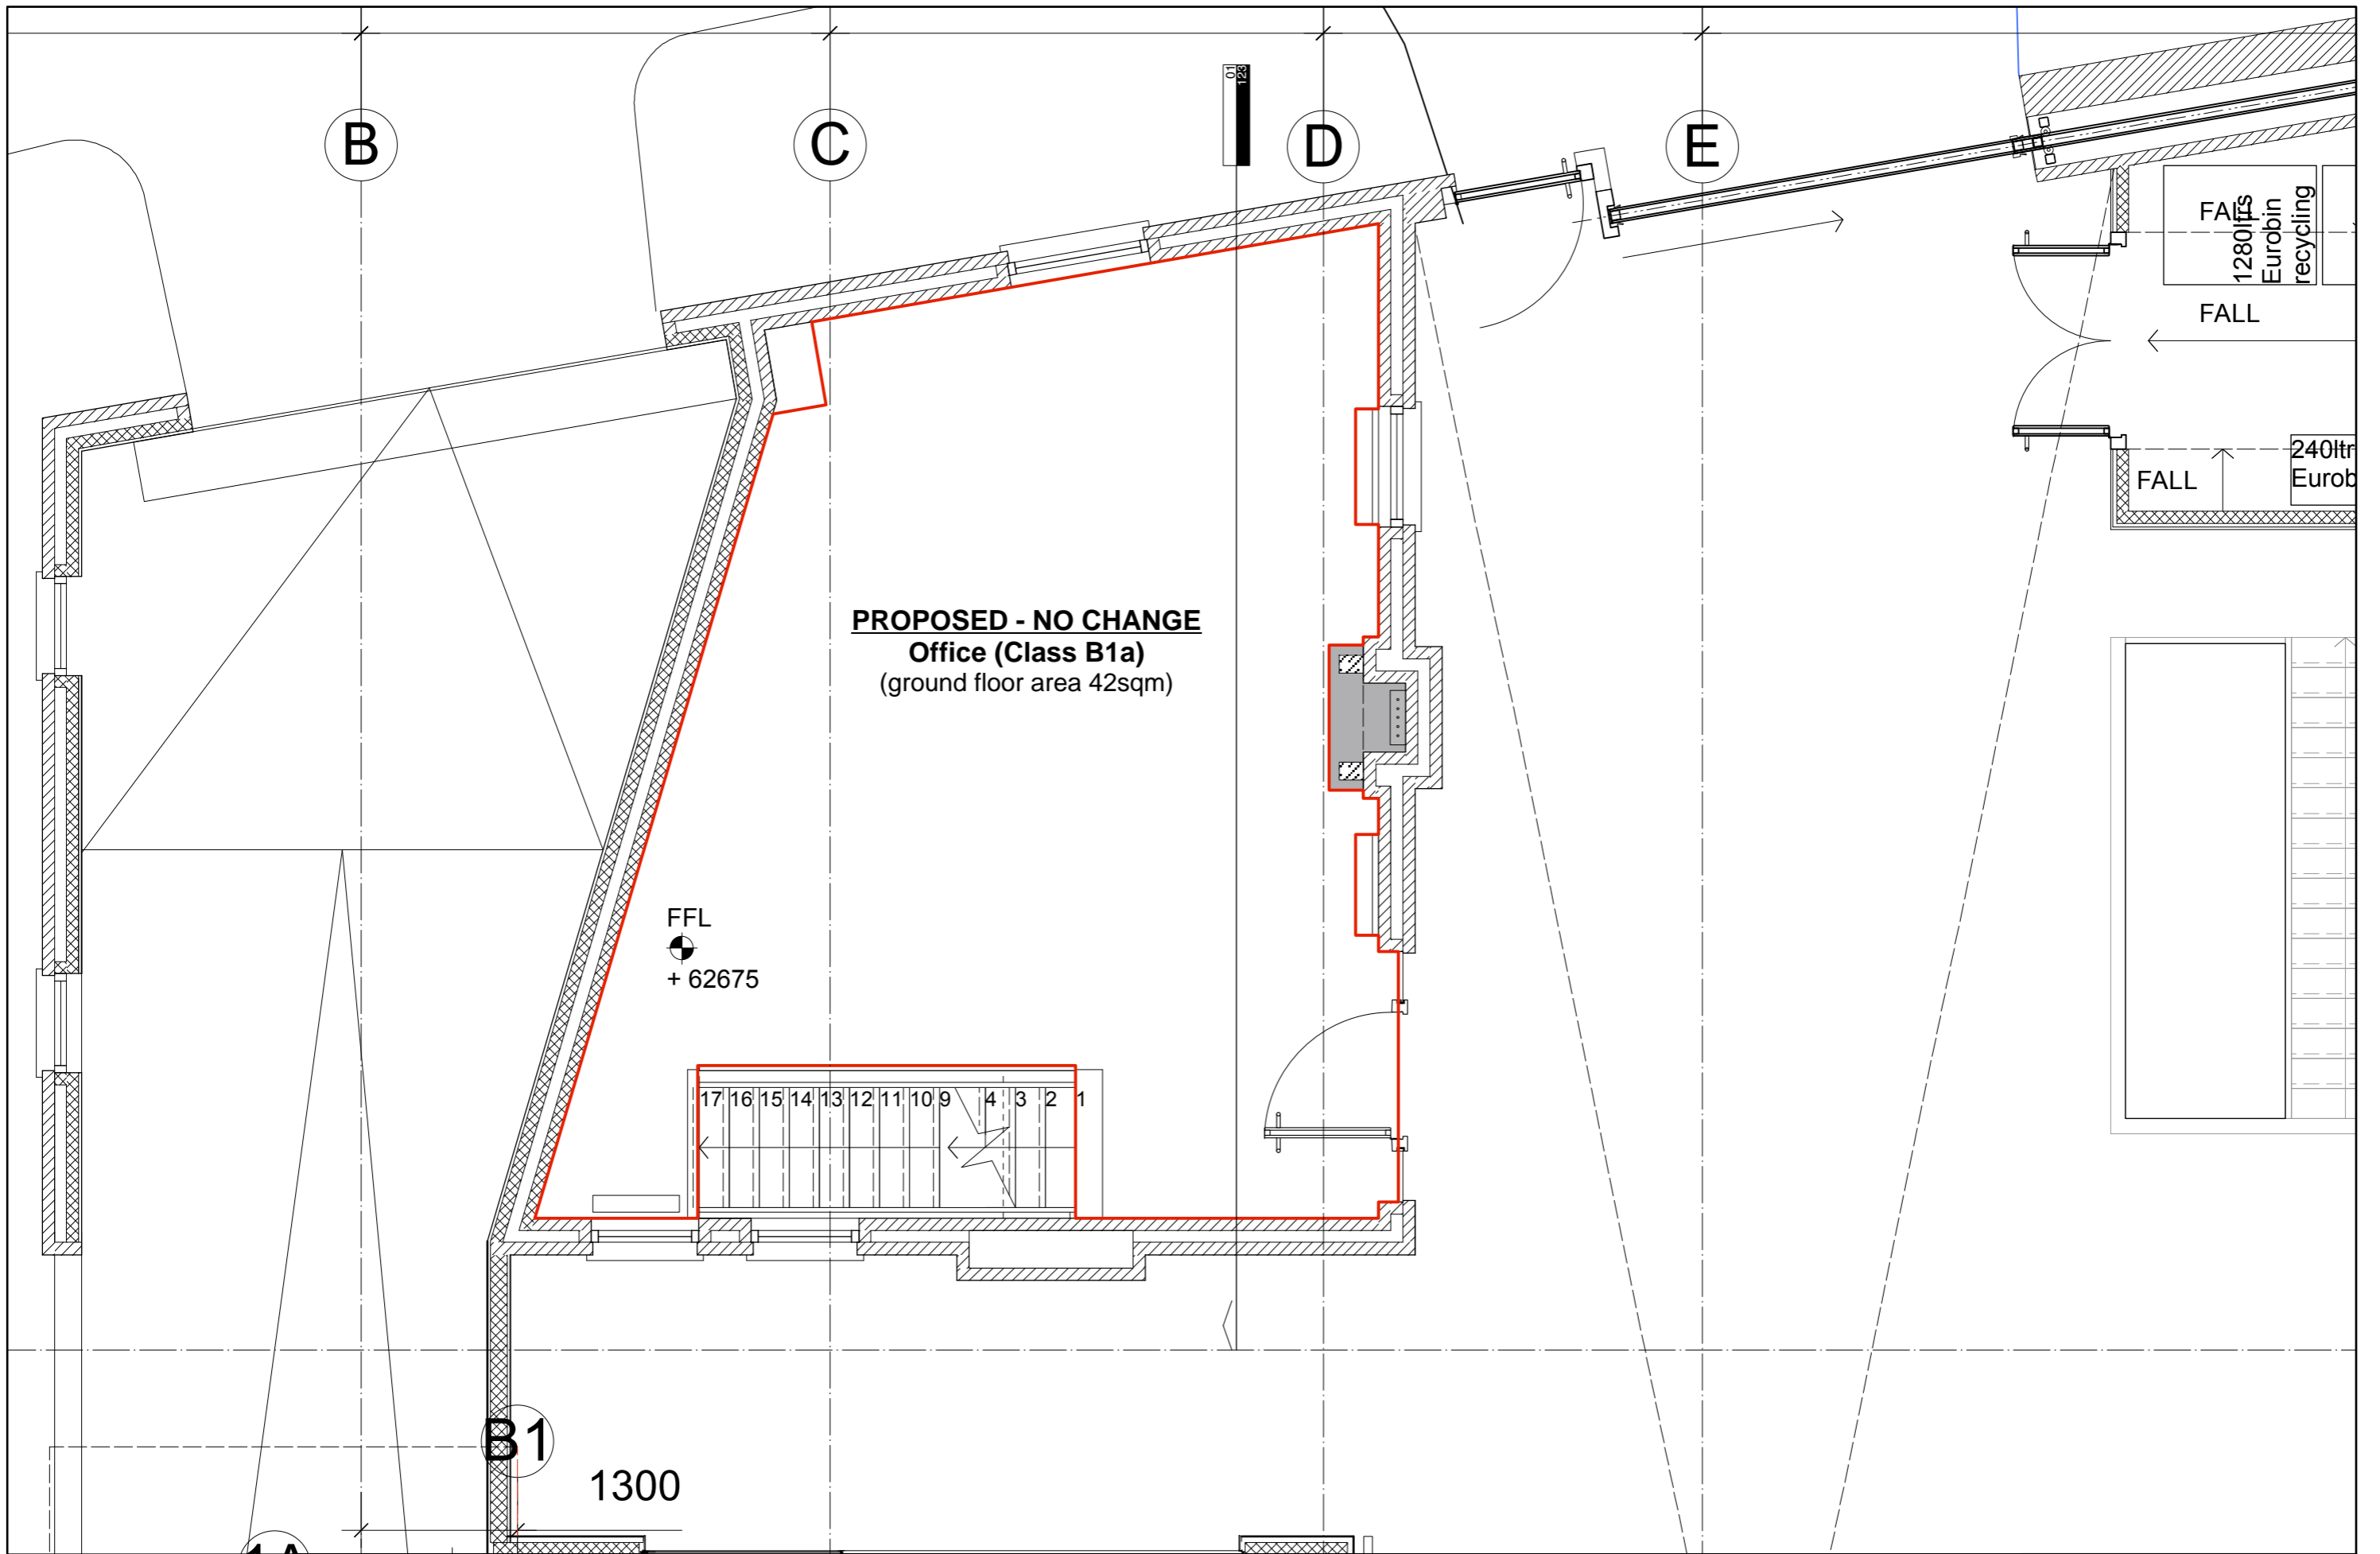 01
123
B
C
D
E
FALL
1280ltrs
Eurobin
recycling
FALL
240ltr
Eurob
FALL
PROPOSED - NO CHANGE
Office (Class B1a)
(ground floor area 42sqm)
FFL
+ 62675
17 16 15 14 13 12 11 10 9 4 3 2 1
B1
1300
1A